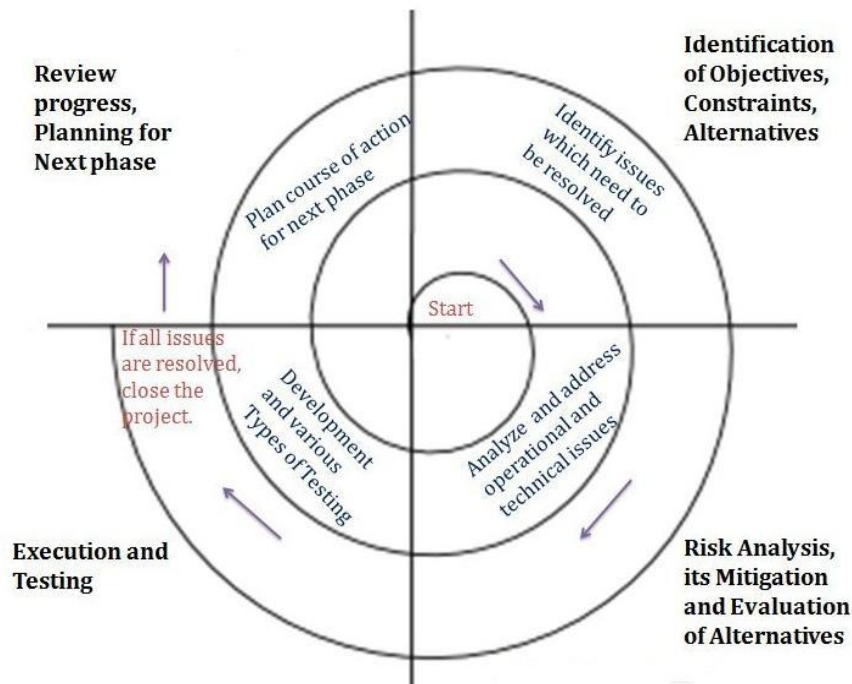 Review
progress,
Planning for
Next phase
Identification
of Objectives,
Constraints,
Alternatives
Plan course of action
for next phase
Identify issues
which need to
be resolved
Start
If all issues
are resolved,
close the
project.
Development
and various
Types of Testing
Analyze and address
operational and
technical issues
Execution and
Testing
Risk Analysis,
its Mitigation
and Evaluation
of Alternatives